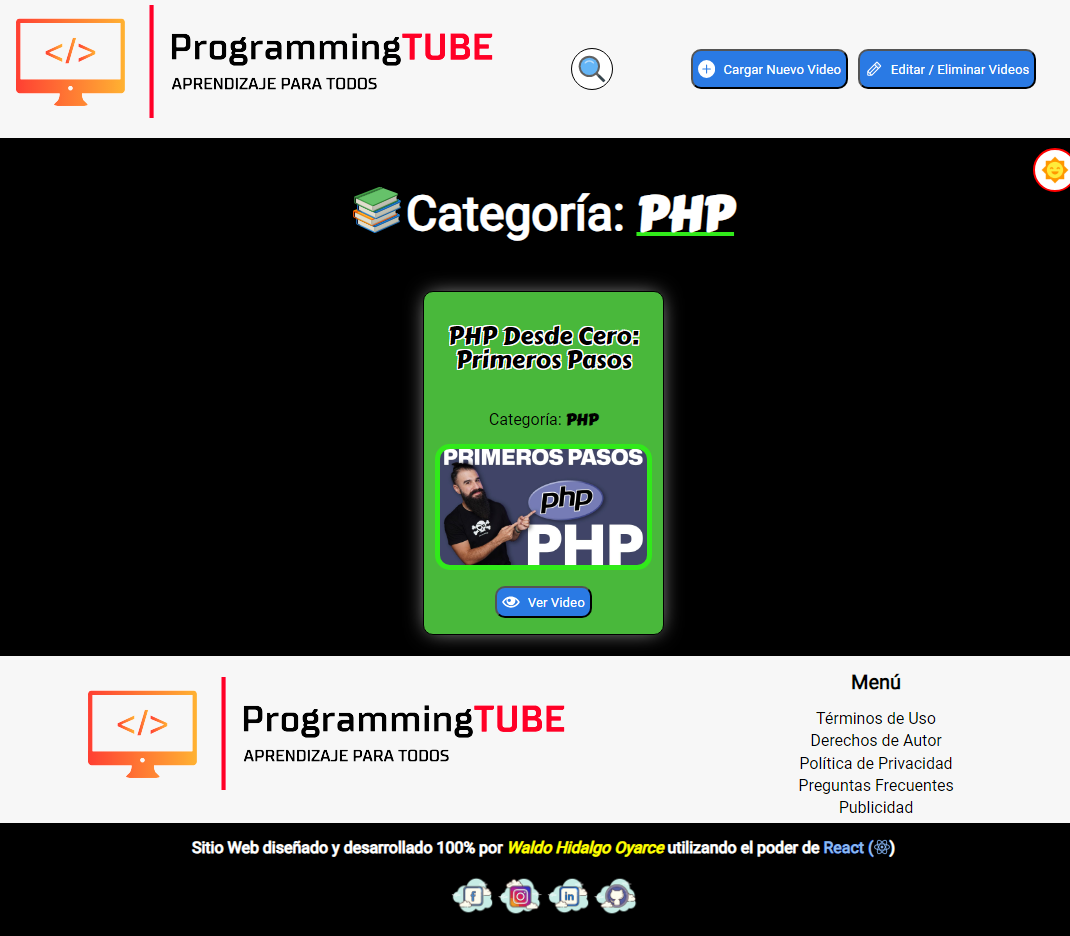 </>
ProgrammingTUBE
APRENDIZAJE PARA TODOS
Cargar Nuevo Video
Editar / Eliminar Videos
Categoría: PHP
PHP Desde Cero:
Primeros Pasos
Categoría: PHP
PRIMEROS PASOS
php
PHP
Ver Video
</>
ProgrammingTUBE
APRENDIZAJE PARA TODOS
Menú
Términos de Uso
Derechos de Autor
Política de Privacidad
Preguntas Frecuentes
Publicidad
Sitio Web diseñado y desarrollado 100% por Waldo Hidalgo Oyarce utilizando el poder de React (⚛)
f
in